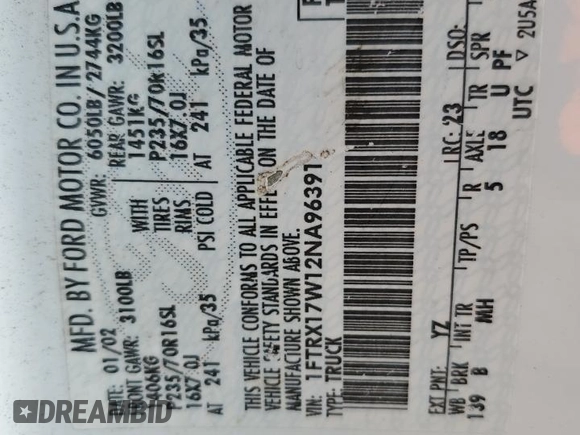 MFD. BY FORD MOTOR CO. IN U.S.A
DATE: 01/02 GVWR: 6050LB/2744KG
FRONT GAWR: 3100LB REAR GAWR: 3200LB
1406KG WITH 1451KG
P235/70R16SL TIRES P235/70R16SL
16X7.0J RIMS 16X7.0J
AT 241 kPa/35 PSI COLD AT 241 kPa/35
THIS VEHICLE CONFORMS TO ALL APPLICABLE FEDERAL MOTOR
VEHICLE SAFETY STANDARDS IN EFFE ON THE DATE OF
MANUFACTURE SHOWN ABOVE.
VIN: 1FTRX17W12NA96391
TYPE: TRUCK
EXT PNT: YZ RC: 23 DSO:
WB BRK INT TR TP/PS R AXLE TR SPR
139 B MH 5 18 U PF
UTC ▽ 2U5A
DREAMBID